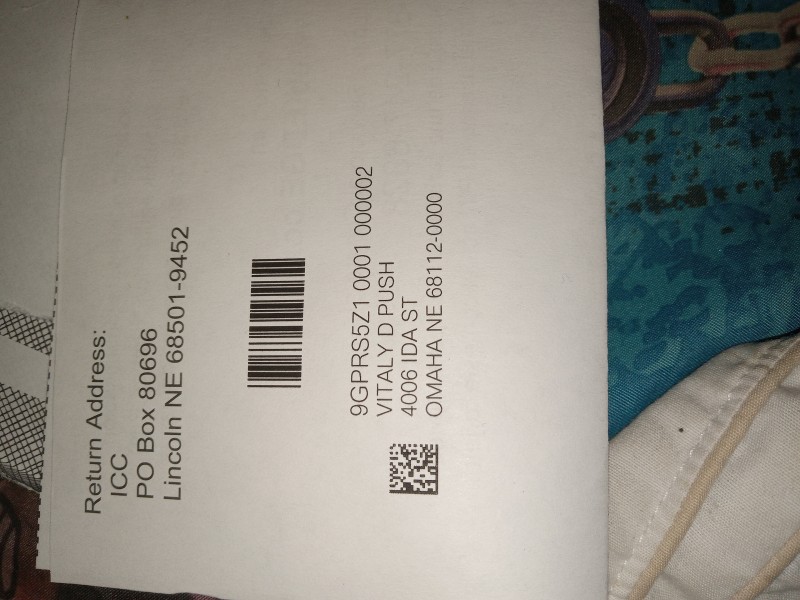 Return Address:
ICC
PO Box 80696
Lincoln NE 68501-9452
9GPRS5Z1 0001 000002
VITALY D PUSH
4006 IDA ST
OMAHA NE 68112-0000